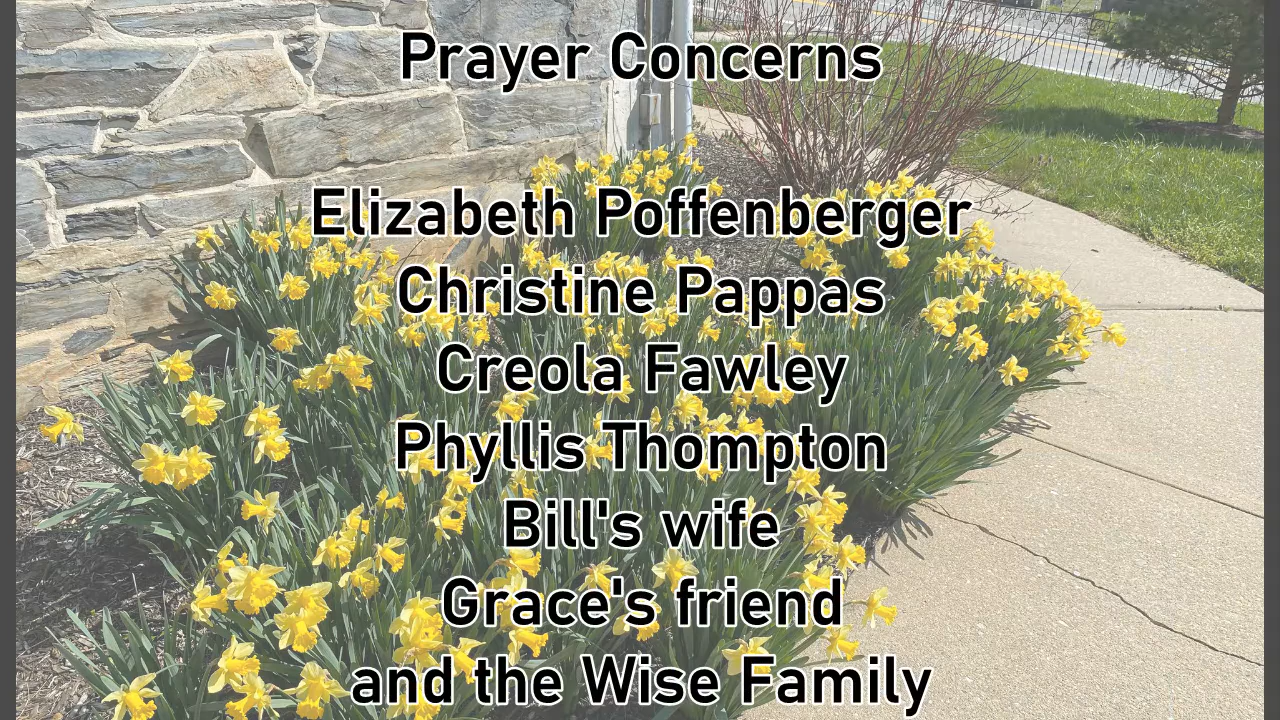 Prayer Concerns
Elizabeth Poffenberger
Christine Pappas
Creola Fawley
Phyllis Thompton
Bill's wife
Grace's friend
and the Wise Family